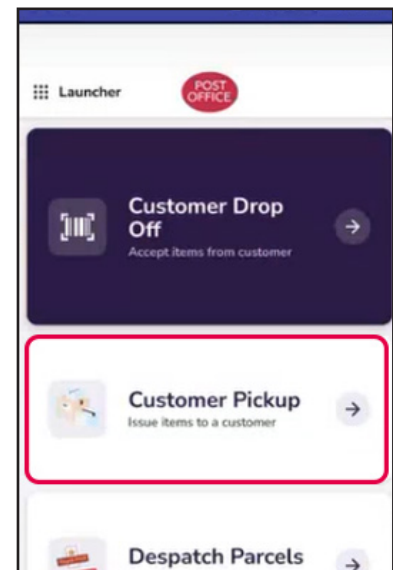 Launcher
POST
OFFICE
Customer Drop
Off
Accept items from customer
Customer Pickup
Issue items to a customer
Despatch Parcels